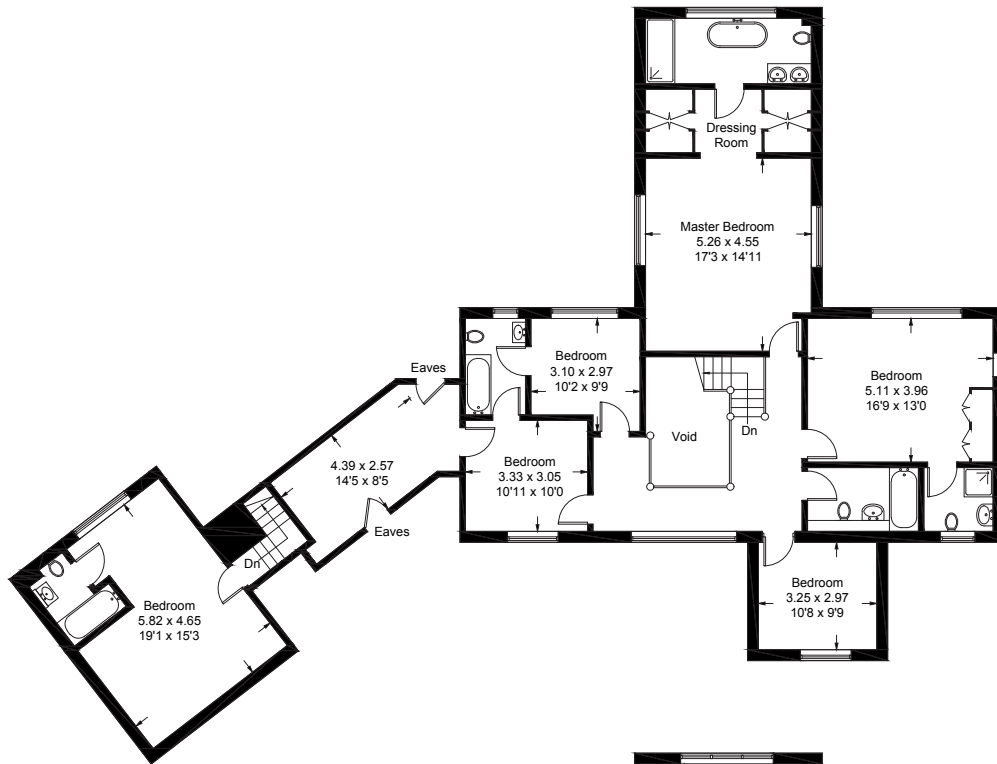 Dressing
Room
Master Bedroom
5.26 x 4.55
17'3 x 14'11
Eaves
Bedroom
3.10 x 2.97
10'2 x 9'9
Bedroom
5.11 x 3.96
16'9 x 13'0
Void
Dn
4.39 x 2.57
14'5 x 8'5
Bedroom
3.33 x 3.05
10'11 x 10'0
Eaves
Dn
Bedroom
5.82 x 4.65
19'1 x 15'3
Bedroom
3.25 x 2.97
10'8 x 9'9